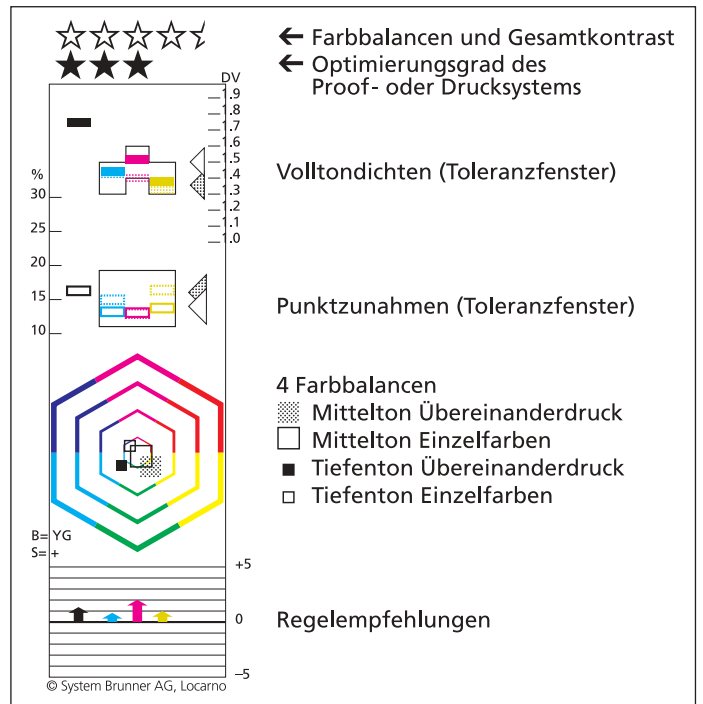 ← Farbbalancen und Gesamtkontrast
← Optimierungsgrad des
Proof- oder Drucksystems
DV
1.9
1.8
1.7
1.6
1.5
1.4
1.3
1.2
1.1
1.0
Volltondichten (Toleranzfenster)
%
30
25
20
15
10
Punktzunahmen (Toleranzfenster)
4 Farbbalancen
Mittelton Übereinanderdruck
Mittelton Einzelfarben
Tiefenton Übereinanderdruck
Tiefenton Einzelfarben
B= YG
S= +
+5
0
–5
Regelempfehlungen
© System Brunner AG, Locarno